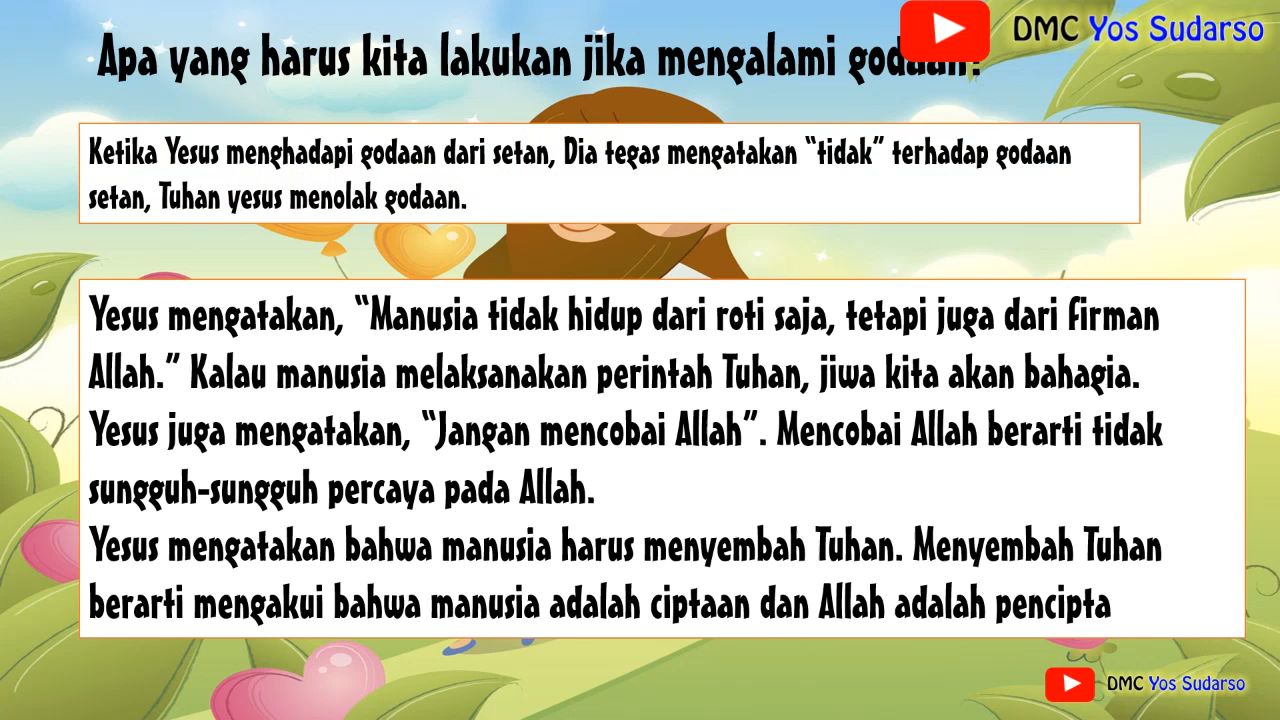 DMC Yos Sudarso
Apa yang harus kita lakukan jika mengalami godaan?
Ketika Yesus menghadapi godaan dari setan, Dia tegas mengatakan “tidak” terhadap godaan
setan, Tuhan yesus menolak godaan.
Yesus mengatakan, “Manusia tidak hidup dari roti saja, tetapi juga dari firman
Allah.” Kalau manusia melaksanakan perintah Tuhan, jiwa kita akan bahagia.
Yesus juga mengatakan, “Jangan mencobai Allah”. Mencobai Allah berarti tidak
sungguh-sungguh percaya pada Allah.
Yesus mengatakan bahwa manusia harus menyembah Tuhan. Menyembah Tuhan
berarti mengakui bahwa manusia adalah ciptaan dan Allah adalah pencipta
DMC Yos Sudarso